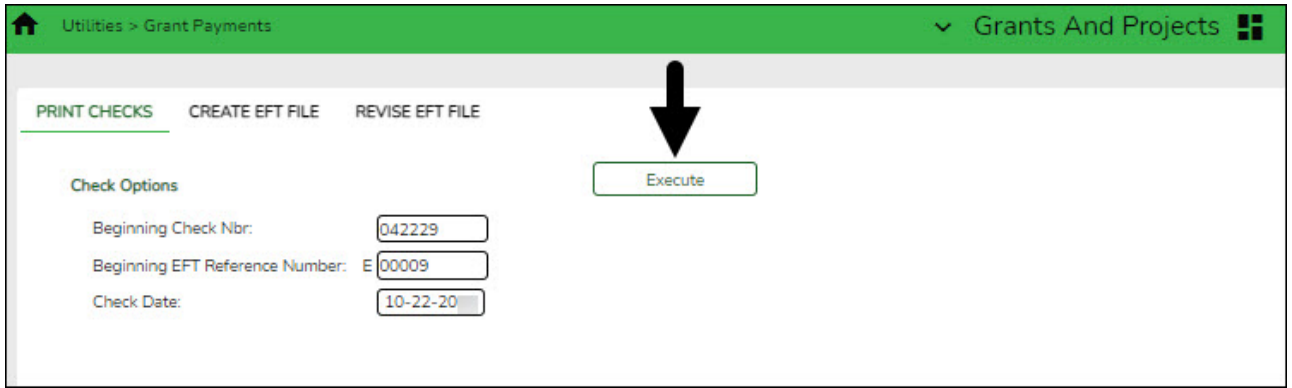 Utilities > Grant Payments
Grants And Projects
PRINT CHECKS CREATE EFT FILE REVISE EFT FILE
Execute
Check Options
Beginning Check Nbr: 042229
Beginning EFT Reference Number: E 00009
Check Date: 10-22-20